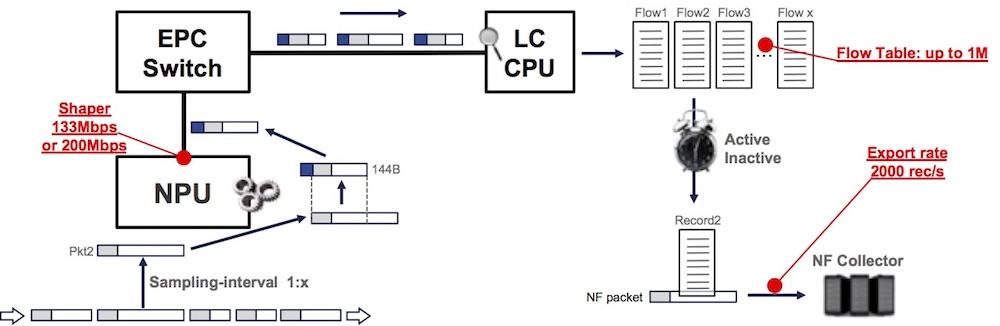 EPC
Switch
LC
CPU
Flow1 Flow2 Flow3 Flow x
...
Flow Table: up to 1M
Shaper
133Mbps
or 200Mbps
NPU
144B
Active
Inactive
Export rate
2000 rec/s
Pkt2
Sampling-interval 1:x
Record2
NF Collector
NF packet